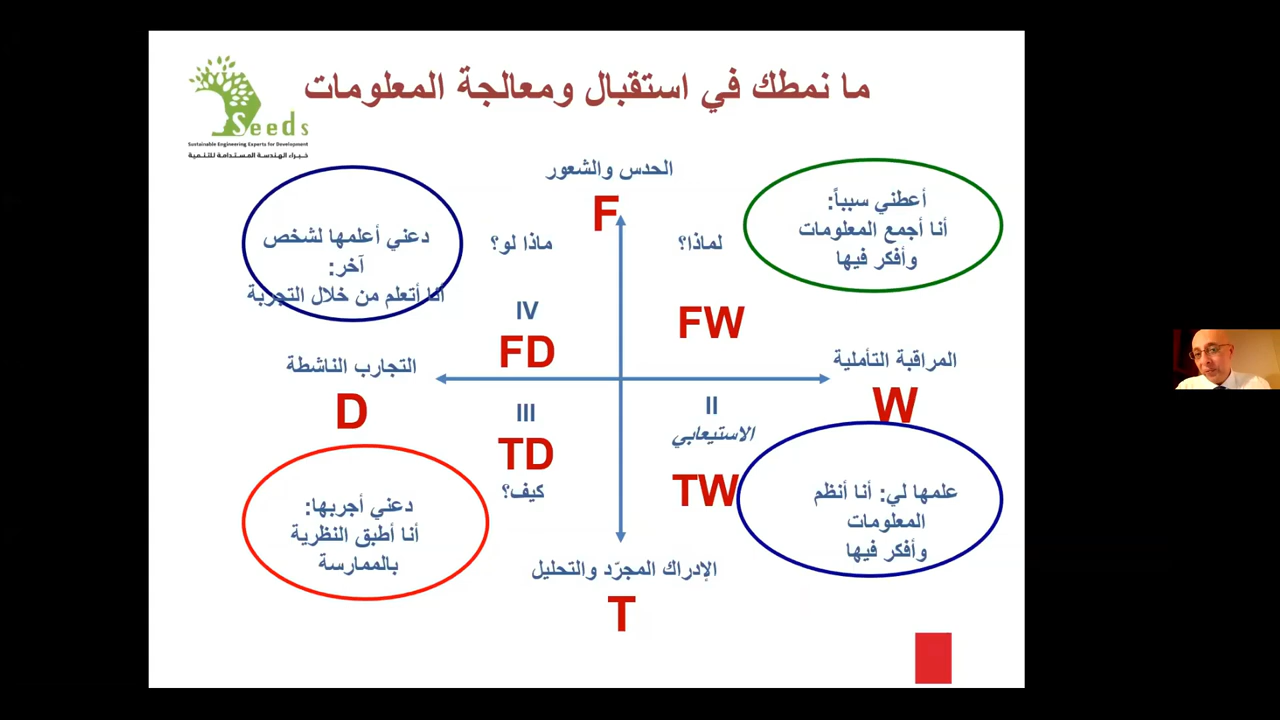 ما نمطك في استقبال ومعالجة المعلومات
Seeds
Sustainable Engineering Experts for Development
خبراء الهندسة المستدامة للتنمية
الحدس والشعور
F
أعطني سبباً:
أنا أجمع المعلومات
وأفكر فيها
لماذا؟
FW
ماذا لو؟
IV
FD
دعني أعلمها لشخص
آخر:
أنا أتعلم من خلال التجربة
المراقبة التأملية
W
التجارب الناشطة
D
II
الاستيعابي
TW
III
TD
كيف؟
علمها لي: أنا أنظم
المعلومات
وأفكر فيها
دعني أجربها:
أنا أطبق النظرية
بالممارسة
الإدراك المجرّد والتحليل
T